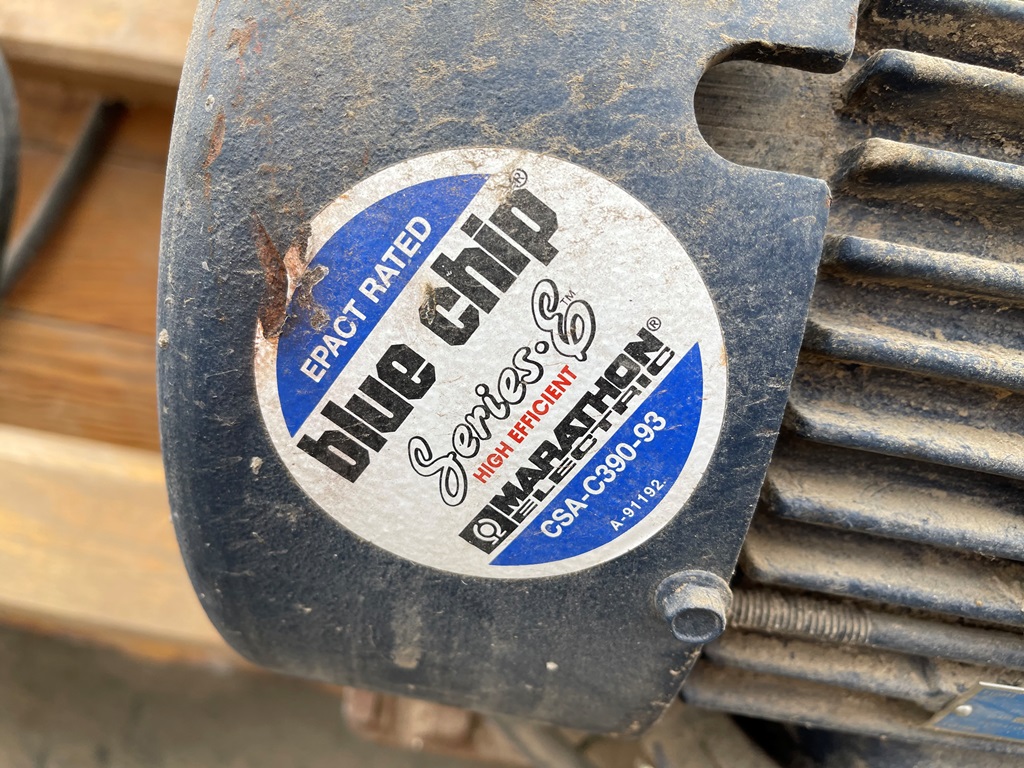 EPACT RATED
blue chip®
Series·E™
HIGH EFFICIENT
MARATHON®
ELECTRIC
CSA-C390-93
A-91192.